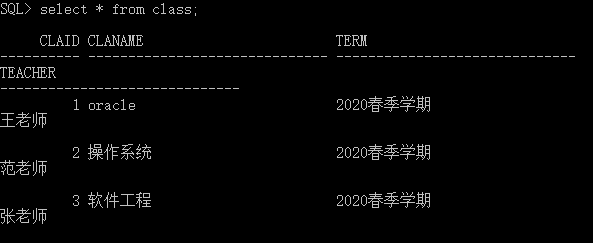 SQL> select * from class;
CLAID CLANAME TERM
---------- ------------------------------ ------------------------------
TEACHER
------------------------------
1 oracle 2020春季学期
王老师
2 操作系统 2020春季学期
范老师
3 软件工程 2020春季学期
张老师